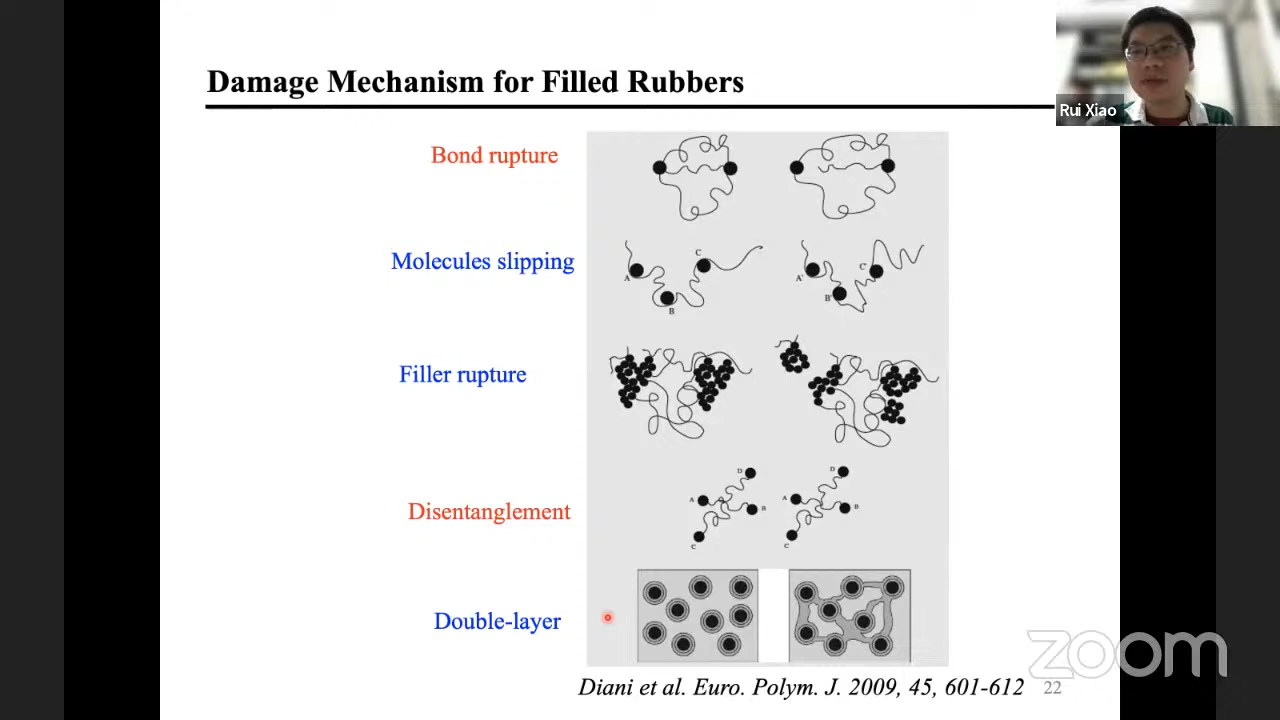 Damage Mechanism for Filled Rubbers
Rui Xiao
Bond rupture
Molecules slipping
A
B
C
A'
B'
C'
Filler rupture
Disentanglement
A
B
C
D
A
B
C
D
Double-layer
zoom
Diani et al. Euro. Polym. J. 2009, 45, 601-612
22